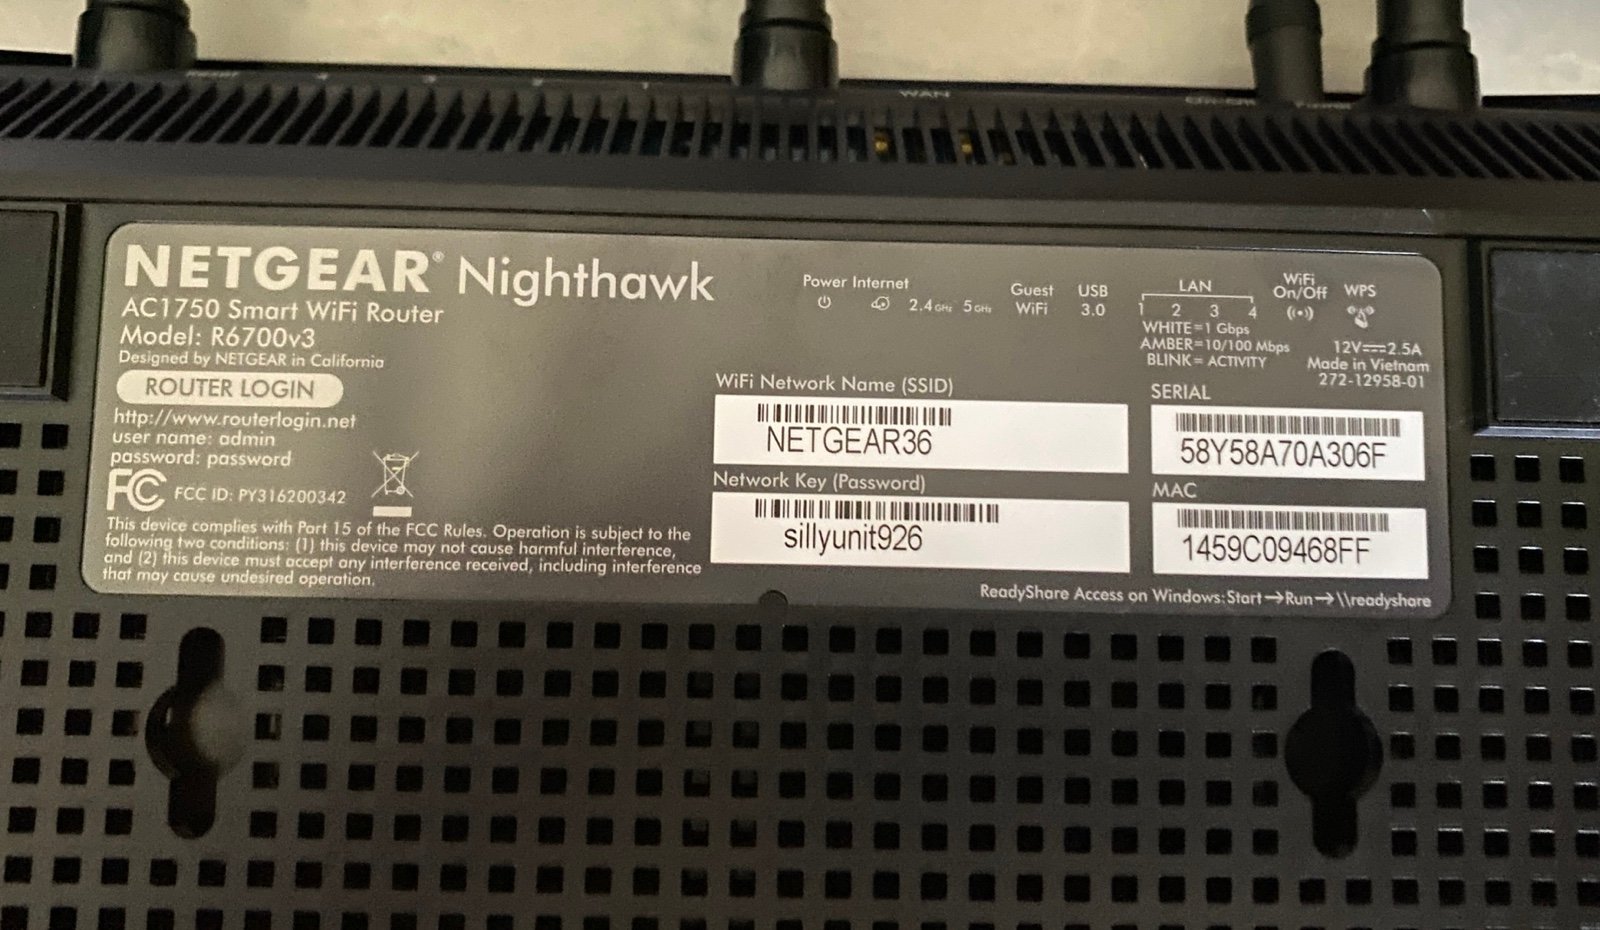 WAN
NETGEAR® Nighthawk
AC1750 Smart WiFi Router
Model: R6700v3
Designed by NETGEAR in California
ROUTER LOGIN
http://www.routerlogin.net
user name: admin
password: password
FC FCC ID: PY316200342
This device complies with Part 15 of the FCC Rules. Operation is subject to the
following two conditions: (1) this device may not cause harmful interference,
and (2) this device must accept any interference received, including interference
that may cause undesired operation.
Power Internet
2.4GHz 5GHz
Guest
WiFi
USB
3.0
LAN
1 2 3 4
WiFi
On/Off
WPS
WHITE=1 Gbps
AMBER=10/100 Mbps
BLINK= ACTIVITY
12V 2.5A
Made in Vietnam
272-12958-01
WiFi Network Name (SSID)
NETGEAR36
Network Key (Password)
sillyunit926
SERIAL
58Y58A70A306F
MAC
1459C09468FF
ReadyShare Access on Windows:Start→Run→\\readyshare